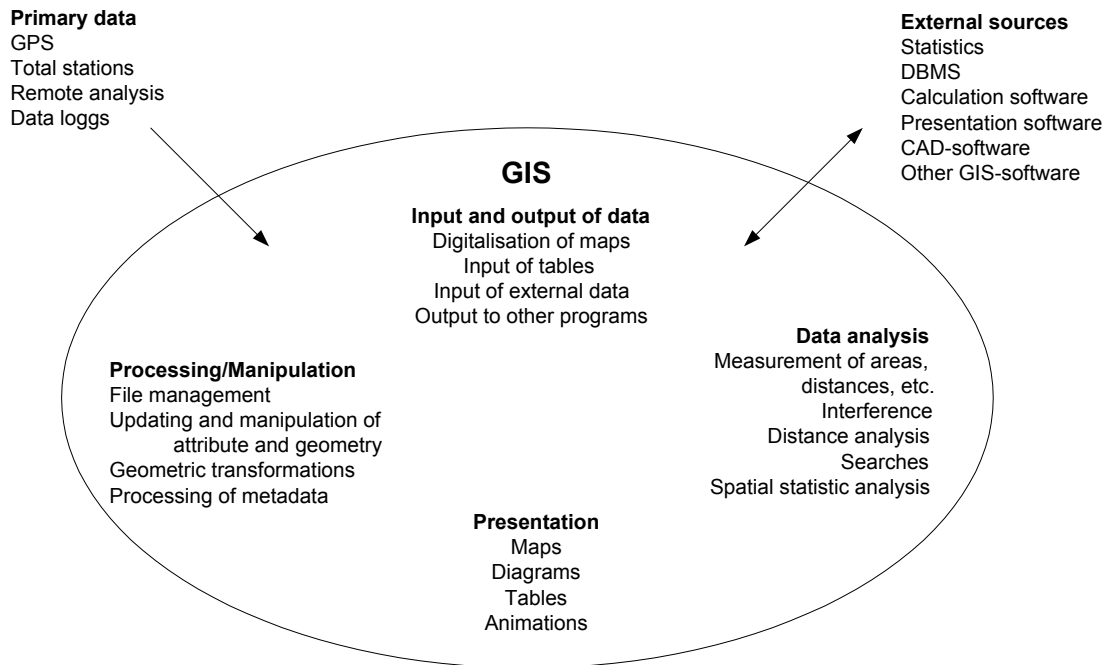 Primary data
GPS
Total stations
Remote analysis
Data loggs
External sources
Statistics
DBMS
Calculation software
Presentation software
CAD-software
Other GIS-software
GIS
Input and output of data
Digitalisation of maps
Input of tables
Input of external data
Output to other programs
Processing/Manipulation
File management
Updating and manipulation of
attribute and geometry
Geometric transformations
Processing of metadata
Data analysis
Measurement of areas,
distances, etc.
Interference
Distance analysis
Searches
Spatial statistic analysis
Presentation
Maps
Diagrams
Tables
Animations